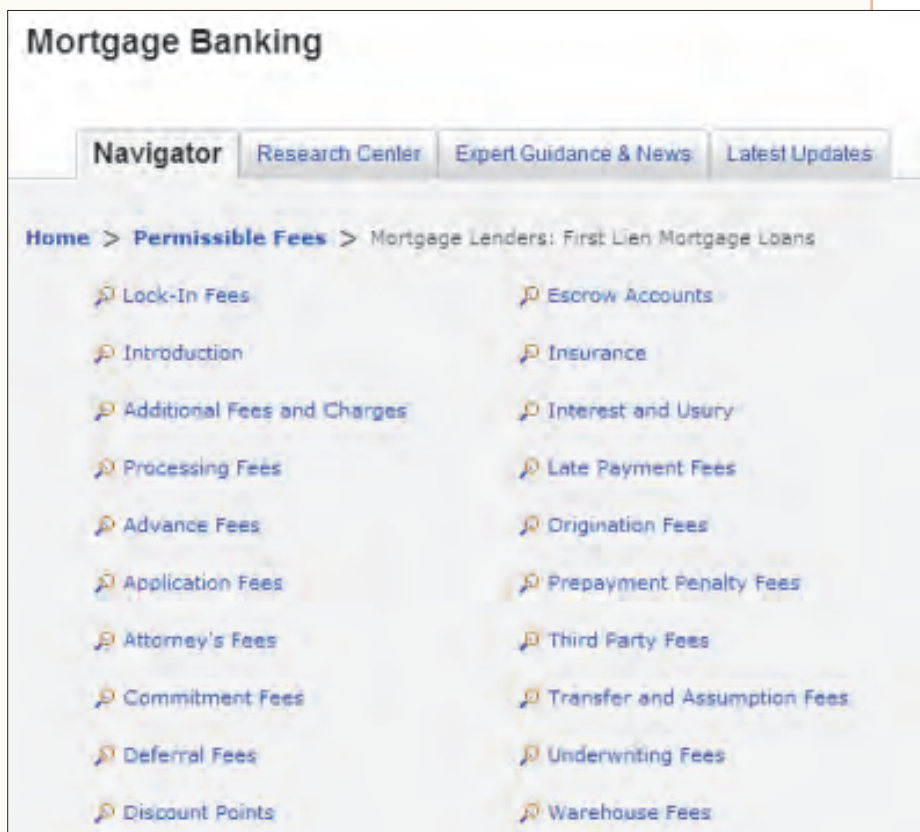 Mortgage Banking
Navigator Research Center Expert Guidance & News Latest Updates
Home > Permissible Fees > Mortgage Lenders: First Lien Mortgage Loans
Lock-In Fees
Introduction
Additional Fees and Charges
Processing Fees
Advance Fees
Application Fees
Attorney's Fees
Commitment Fees
Deferral Fees
Discount Points
Escrow Accounts
Insurance
Interest and Usury
Late Payment Fees
Origination Fees
Prepayment Penalty Fees
Third Party Fees
Transfer and Assumption Fees
Underwriting Fees
Warehouse Fees